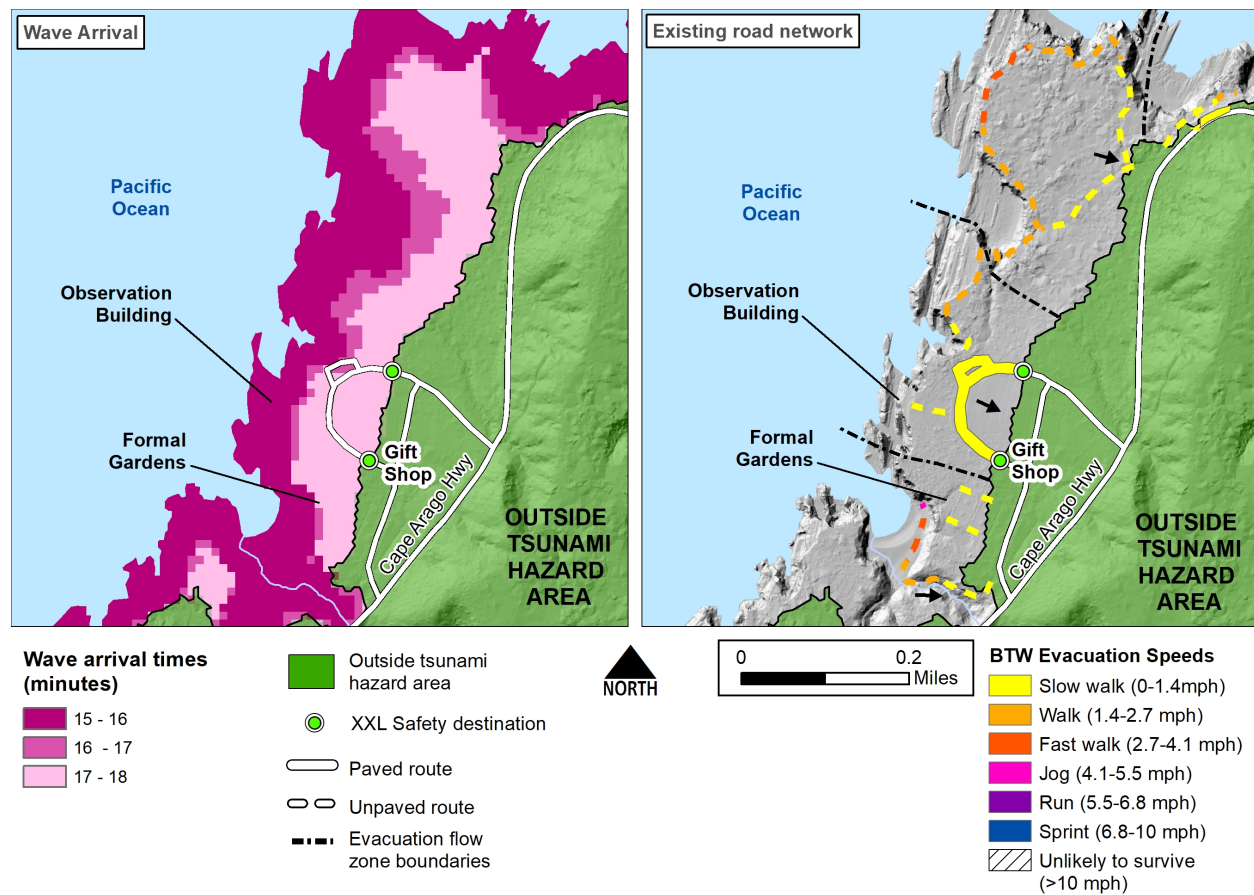 Wave Arrival
Pacific
Ocean
Observation
Building
Formal
Gardens
Gift
Shop
Cape Arago Hwy
OUTSIDE
TSUNAMI
HAZARD
AREA
Existing road network
Pacific
Ocean
Observation
Building
Formal
Gardens
Gift
Shop
Cape Arago Hwy
OUTSIDE
TSUNAMI
HAZARD
AREA
Wave arrival times
(minutes)
15 - 16
16 - 17
17 - 18
Outside tsunami
hazard area
XXL Safety destination
Paved route
Unpaved route
Evacuation flow
zone boundaries
NORTH
0 0.2
Miles
BTW Evacuation Speeds
Slow walk (0-1.4mph)
Walk (1.4-2.7 mph)
Fast walk (2.7-4.1 mph)
Jog (4.1-5.5 mph)
Run (5.5-6.8 mph)
Sprint (6.8-10 mph)
Unlikely to survive
(>10 mph)